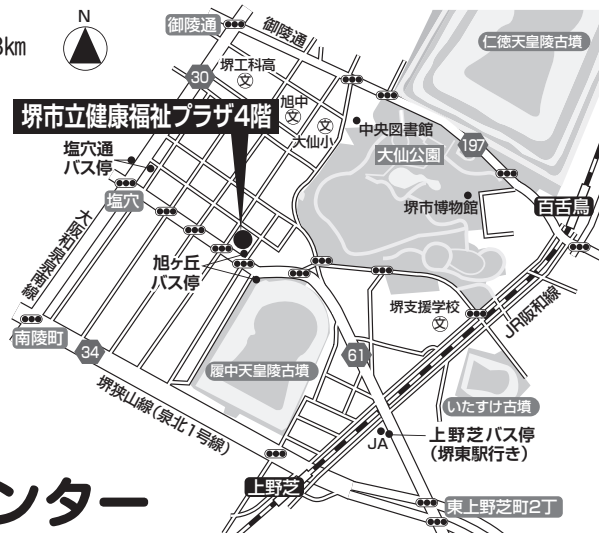 N
km
御陵通
御陵通
仁徳天皇陵古墳
30
堺工科高
文
旭中
文
大仙小
文
中央図書館
大仙公園
197
堺市立健康福祉プラザ4階
塩穴通
バス停
塩穴
堺市博物館
百舌鳥
大阪和泉泉南線
旭ヶ丘
バス停
堺支援学校
文
JR阪和線
南陵町
34
履中天皇陵古墳
61
いたすけ古墳
堺狭山線(泉北1号線)
JA
上野芝バス停
(堺東駅行き)
上野芝
東上野芝町2丁
ンター